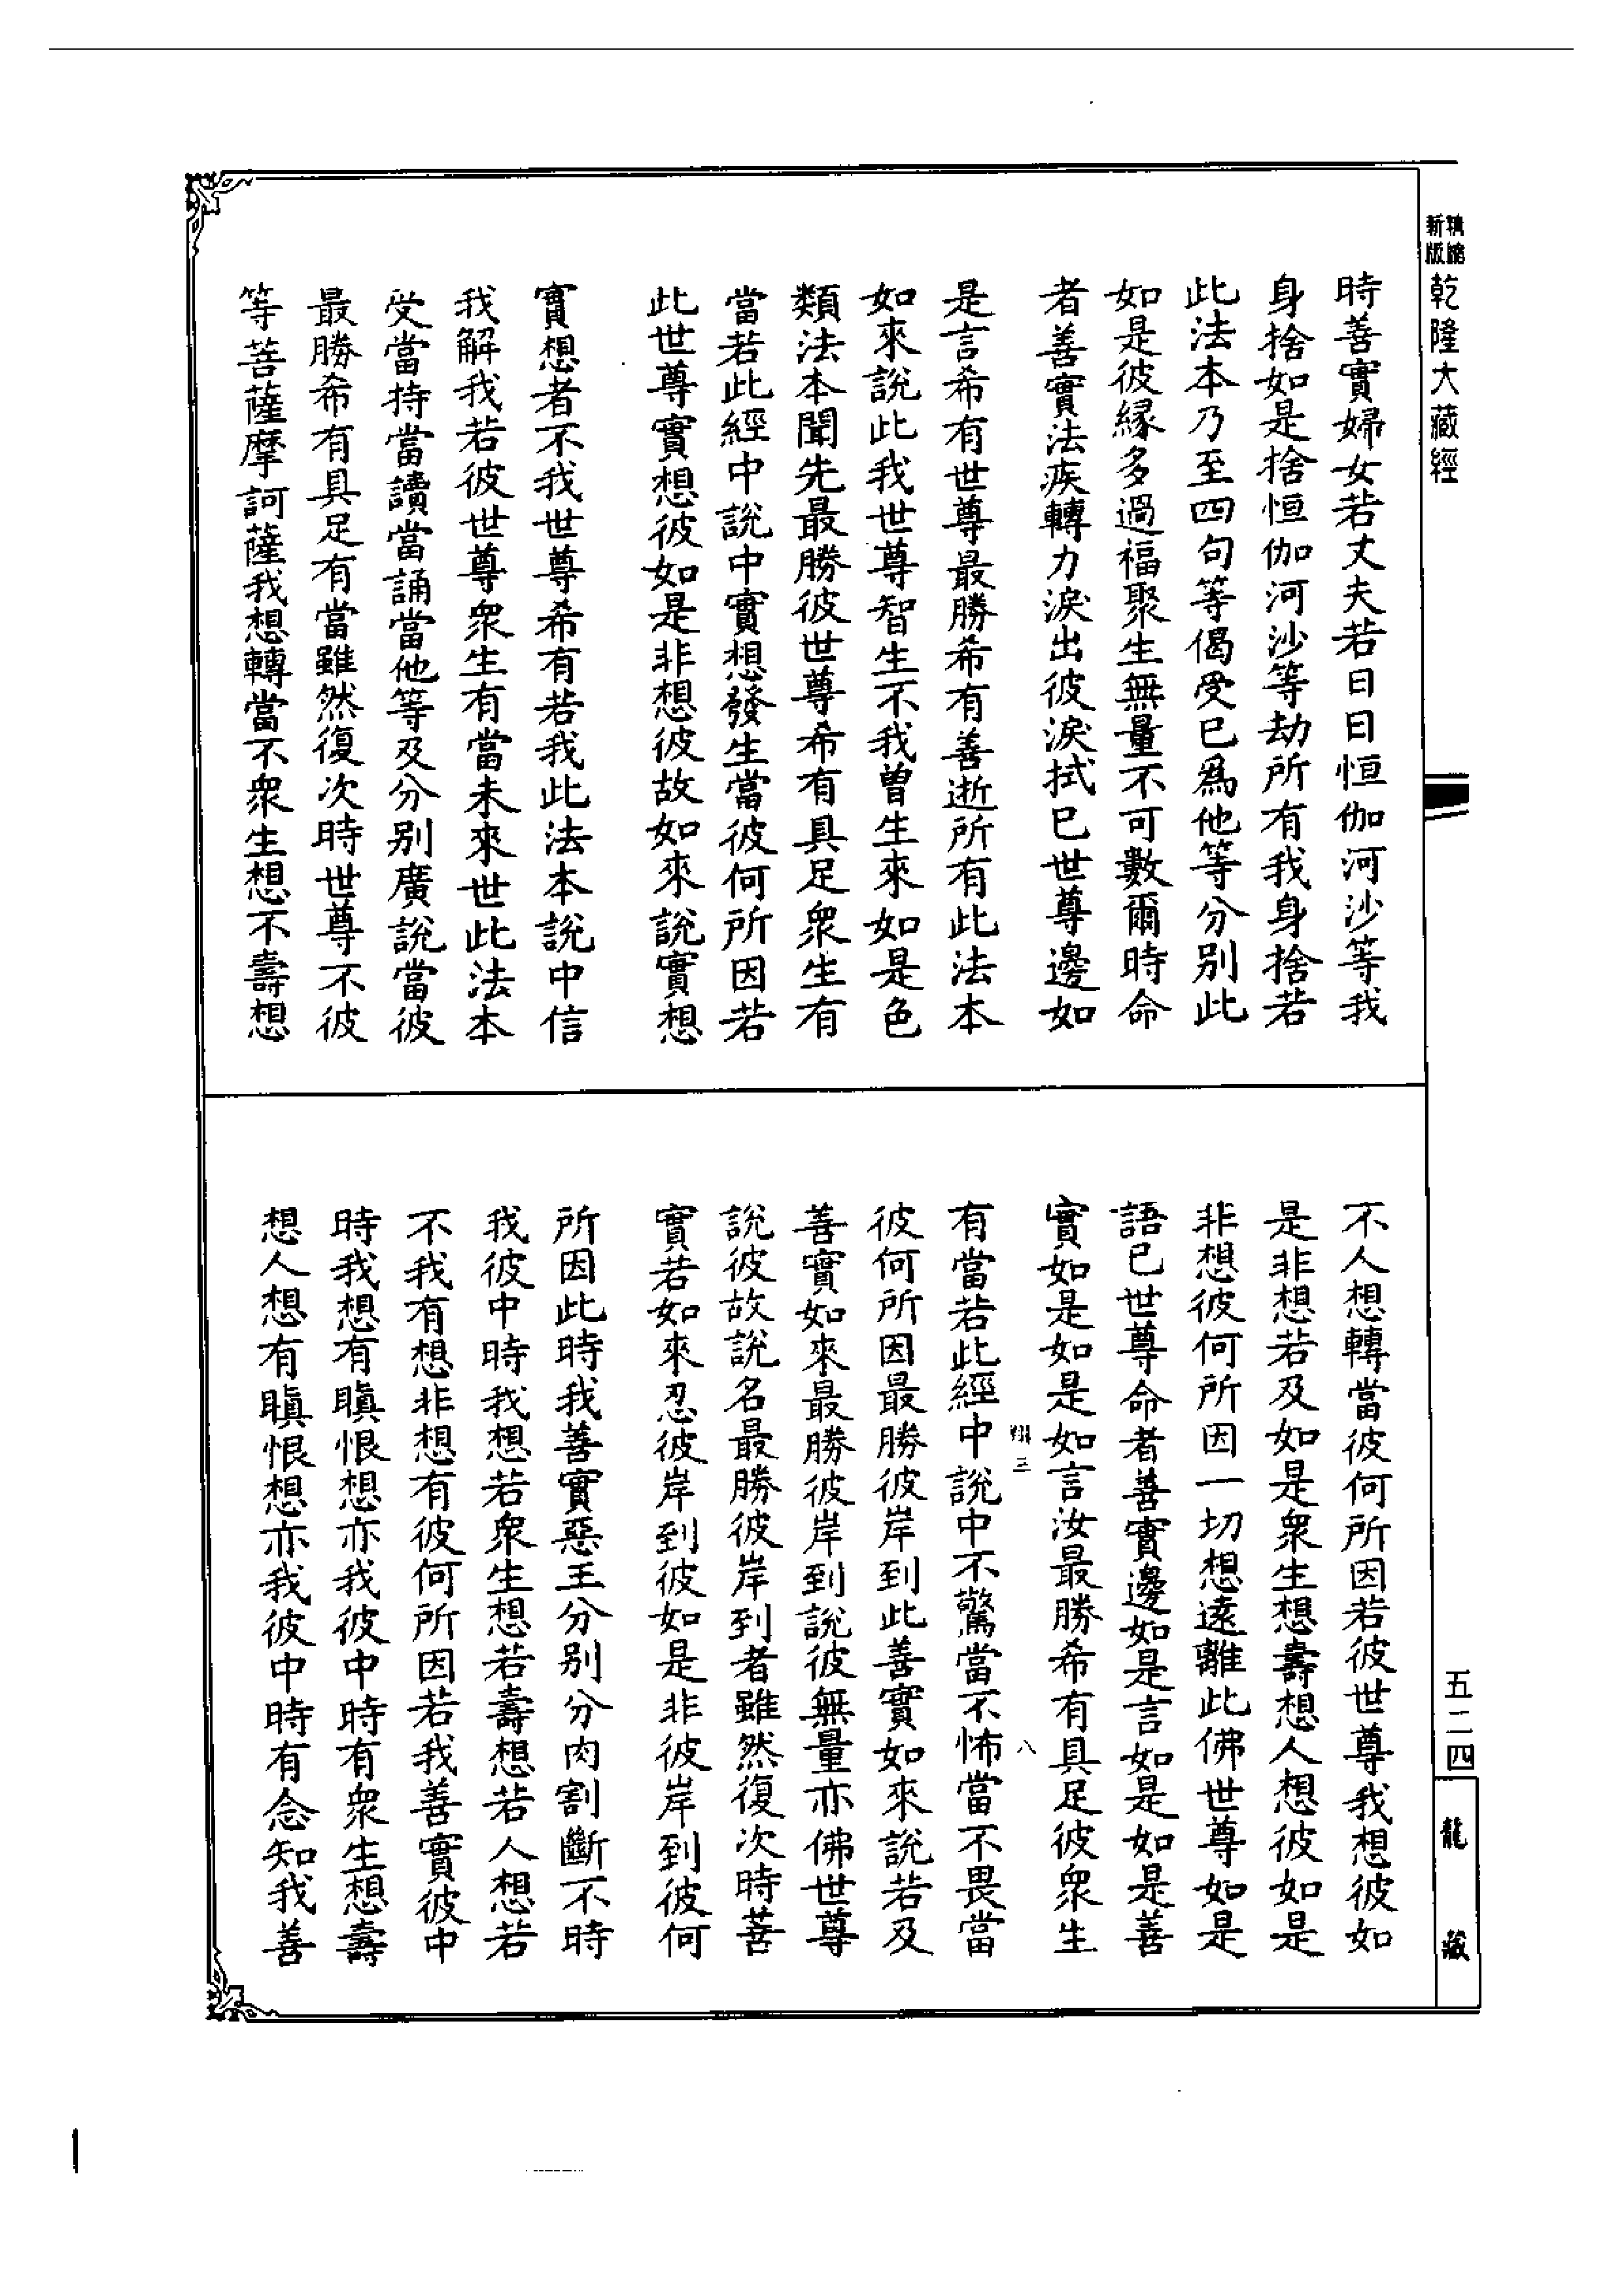 精縮新版乾隆大藏經
時善實婦女若丈夫若日日恒伽河沙等我
身捨如是捨恒伽河沙等劫所有我身捨若
此法本乃至四句等偈受已爲他等分别此
如是彼緣多過福聚生無量不可數爾時命
者善實法疾轉力淚出彼淚拭已世尊邊如
是言希有世尊最勝希有善逝所有此法本
如來說此我世尊智生不我曾生來如是色
類法本聞先最勝彼世尊希有具足衆生有
當若此經中說中實想發生當彼何所因若
此世尊實想彼如是非想彼故如來說實想
實想者不我世尊希有若我此法本說中信
我解我若彼世尊衆生有當未來世此法本
受當持當讀當誦當他等及分别廣說當彼
最勝希有具足有當雖然復次時世尊不彼
等菩薩摩訶薩我想轉當不衆生想不壽想
不人想轉當彼何所因若彼世尊我想彼如
是非想若及如是衆生想壽想人想彼如是
非想彼何所因一切想遠離此佛世尊如是
語已世尊命者善實邊如是言如是如是善
實如是如是如言汝最勝希有具足彼衆生
翔三 八
有當若此經中說中不驚當不怖當不畏當
彼何所因最勝彼岸到此善實如來說若及
善實如來最勝彼岸到說彼無量亦佛世尊
說彼故說名最勝彼岸到者雖然復次時善
實若如來忍彼岸到彼如是非彼岸到彼何
所因此時我善實惡王分别分肉割斷不時
我彼中時我想若衆生想若壽想若人想若
不我有想非想有彼何所因若我善實彼中
時我想有瞋恨想亦我彼中時有衆生想壽
想人想有瞋恨想亦我彼中時有念知我善
五二四
龍藏